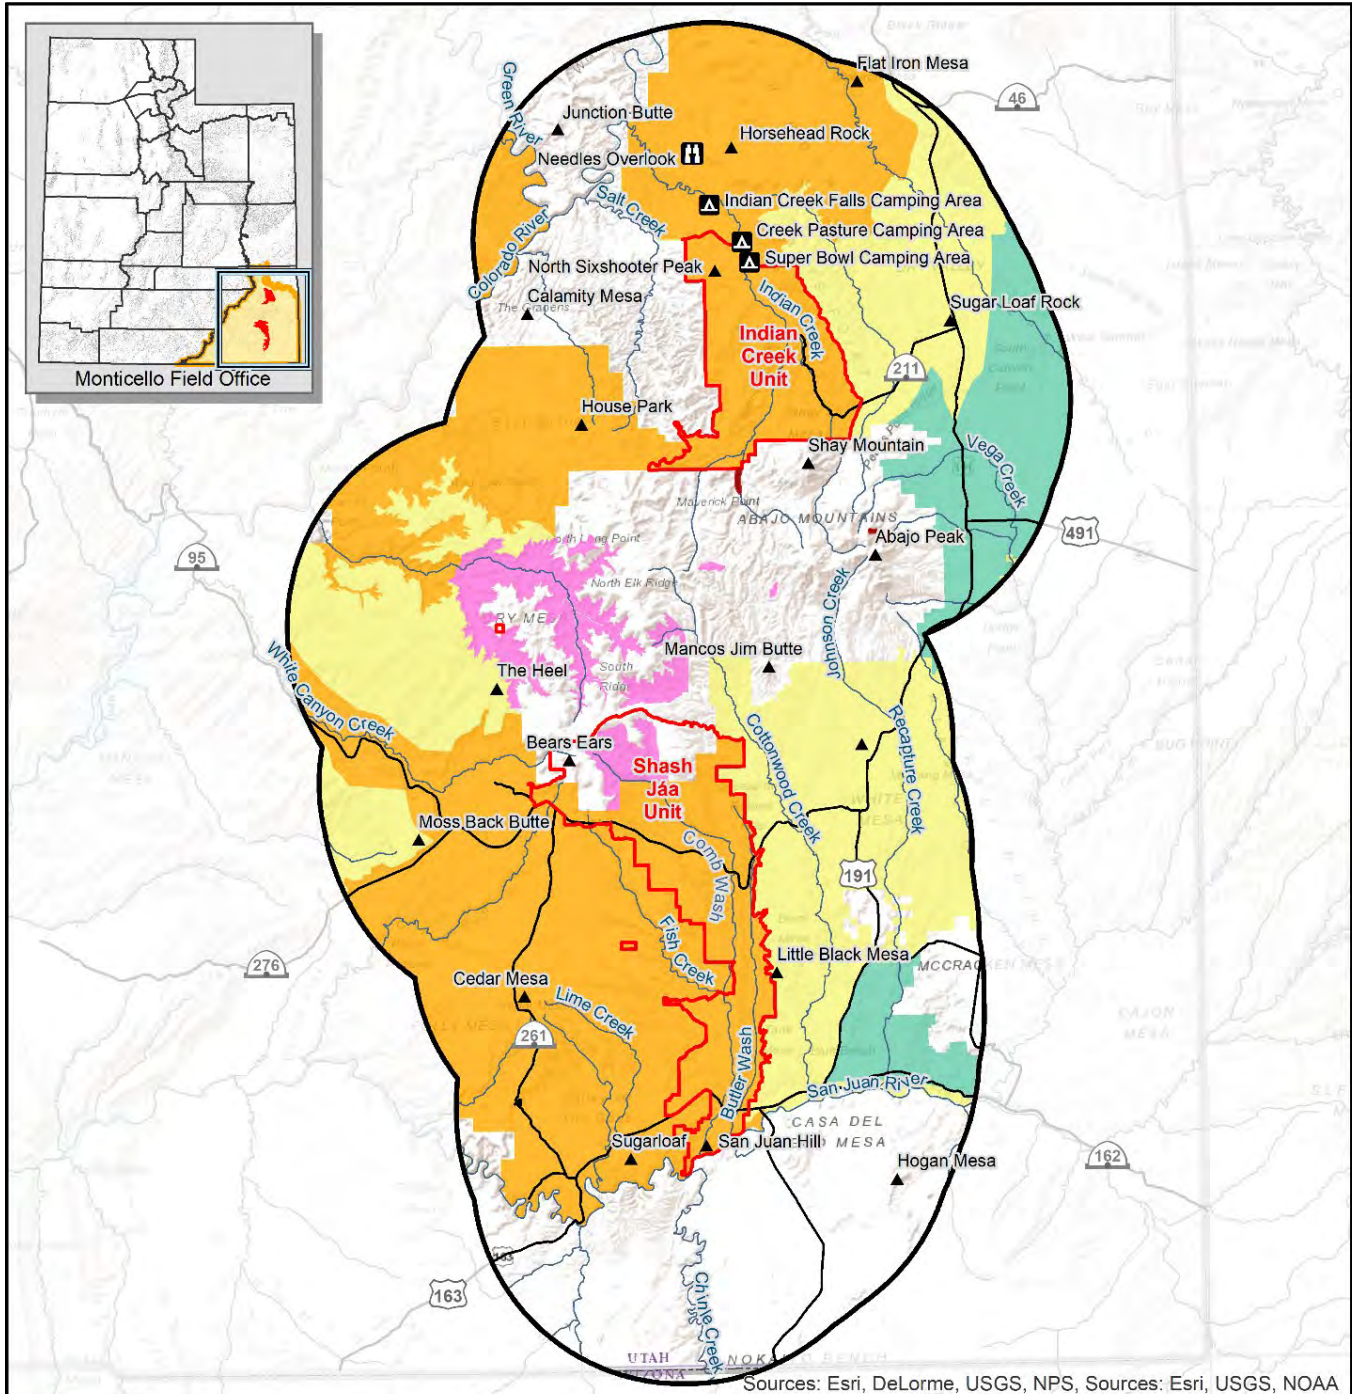 Monticello Field Office
Green River
Junction Butte
Needles Overlook
Flat Iron Mesa
46
Horsehead Rock
Salt Creek
Indian Creek Falls Camping Area
Creek Pasture Camping Area
Super Bowl Camping Area
North Sixshooter Peak
Colorado River
Calamity Mesa
Indian Creek
Indian
Creek
Unit
Sugar Loaf Rock
211
House Park
Shay Mountain
Vega Creek
Maverick Point
ABAJO MOUNTAINS
491
Abajo Peak
95
North Elk Ridge
Johnson Creek
Mancos Jim Butte
The Heel
South
Ridge
White Canyon Creek
Bears Ears
Shash
Jáa
Unit
Cottonwood Creek
Recapture Creek
Moss Back Butte
Comb Wash
191
Fish Creek
276
Cedar Mesa
Lime Creek
Little Black Mesa
261
Butler Wash
San Juan River
CASA DEL
MESA
Sugarloaf
San Juan Hill
Hogan Mesa
162
163
Chinle Creek
UTAH
Sources: Esri, DeLorme, USGS, NPS, Sources: Esri, USGS, NOAA